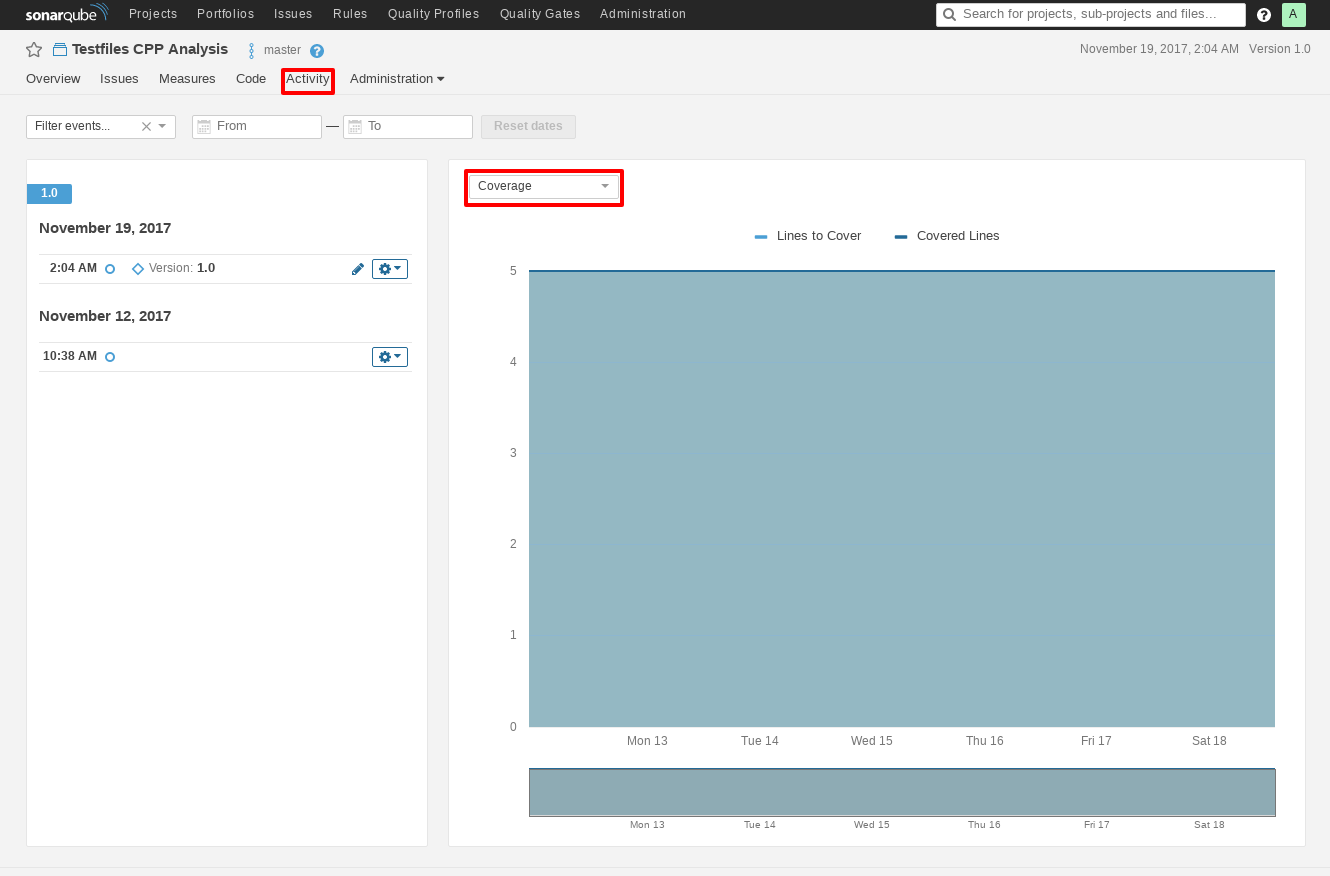 sonarqube Projects Portfolios Issues Rules Quality Profiles Quality Gates Administration Search for projects, sub-projects and files... ? A
Testfiles CPP Analysis master ? November 19, 2017, 2:04 AM Version 1.0
Overview Issues Measures Code Activity Administration
Filter events... From — To Reset dates
1.0
November 19, 2017
2:04 AM Version: 1.0
November 12, 2017
10:38 AM
Coverage
Lines to Cover Covered Lines
5
4
3
2
1
0
Mon 13 Tue 14 Wed 15 Thu 16 Fri 17 Sat 18
Mon 13 Tue 14 Wed 15 Thu 16 Fri 17 Sat 18